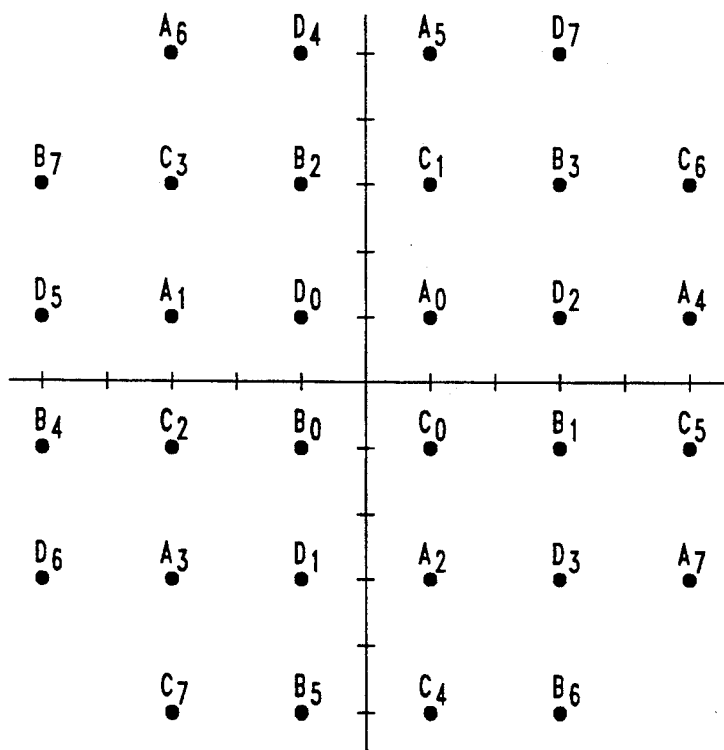 A6 D4 A5 D7
B7 C3 B2 C1 B3 C6
D5 A1 D0 A0 D2 A4
B4 C2 B0 C0 B1 C5
D6 A3 D1 A2 D3 A7
C7 B5 C4 B6